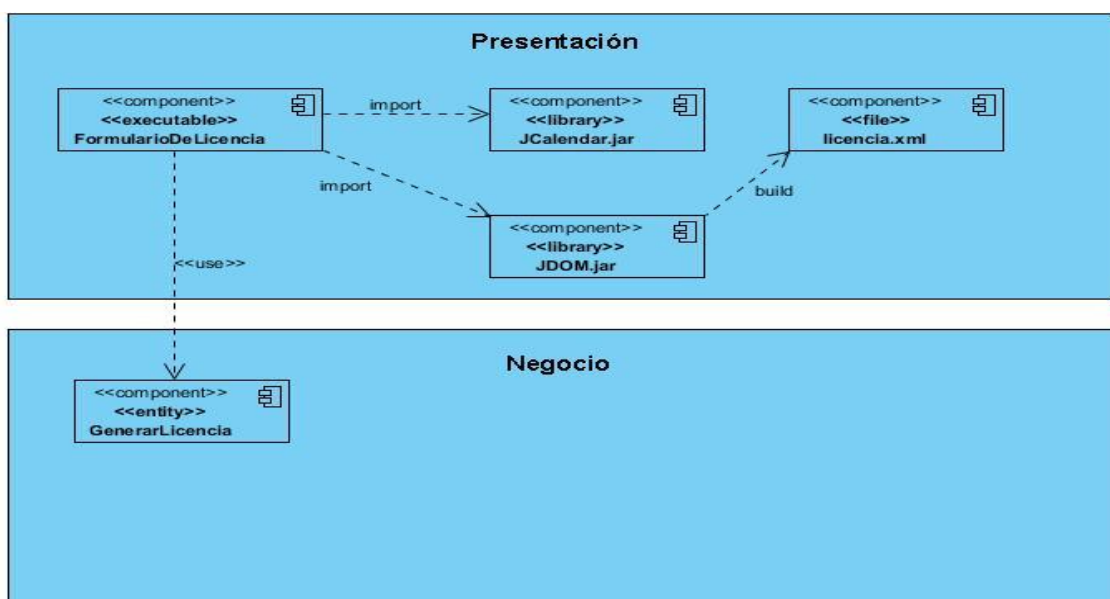 Presentación
<<component>>
<<executable>>
FormularioDeLicencia
import
<<component>>
<<library>>
JCalendar.jar
<<component>>
<<file>>
licencia.xml
import
build
<<component>>
<<library>>
JDOM.jar
<<use>>
Negocio
<<component>>
<<entity>>
GenerarLicencia